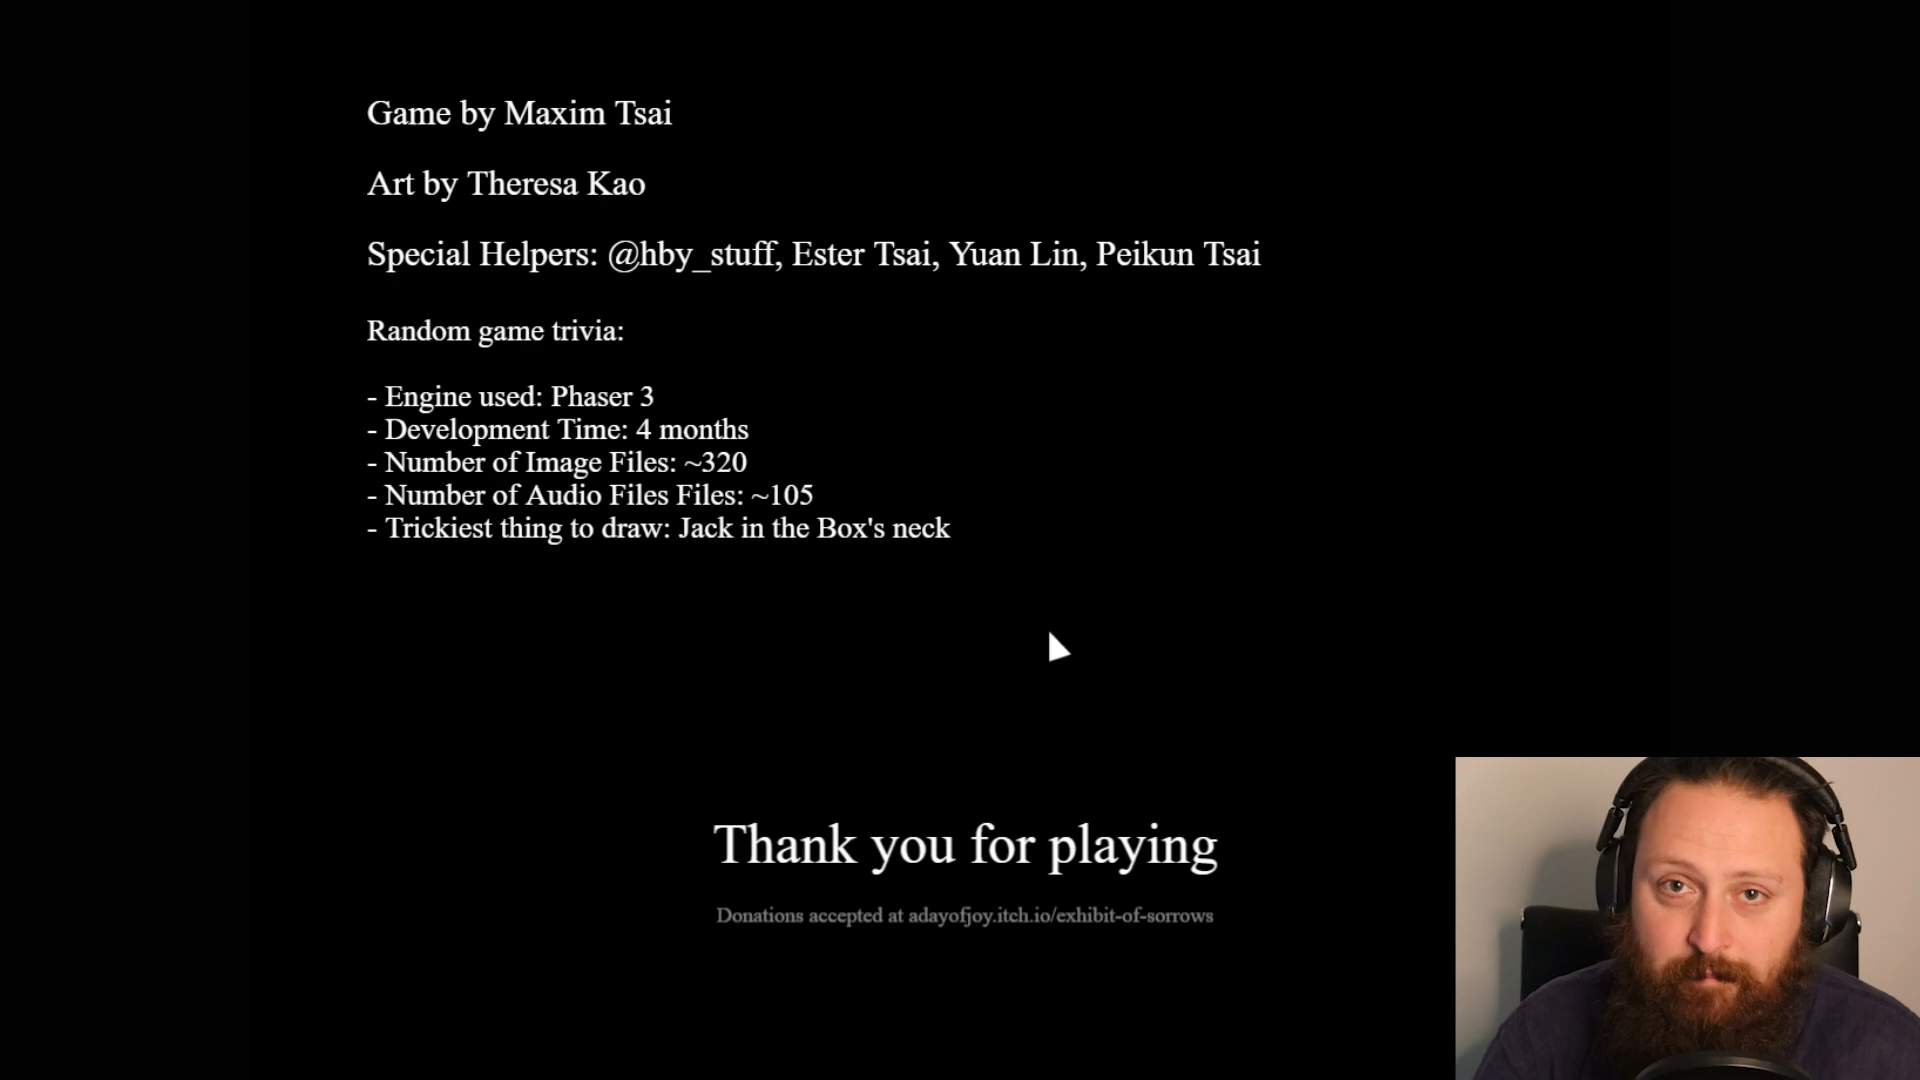 Game by Maxim Tsai
Art by Theresa Kao
Special Helpers: @hby_stuff, Ester Tsai, Yuan Lin, Peikun Tsai
Random game trivia:
- Engine used: Phaser 3
- Development Time: 4 months
- Number of Image Files: ~320
- Number of Audio Files Files: ~105
- Trickiest thing to draw: Jack in the Box's neck
Thank you for playing
Donations accepted at adayofjoy.itch.io/exhibit-of-sorrows